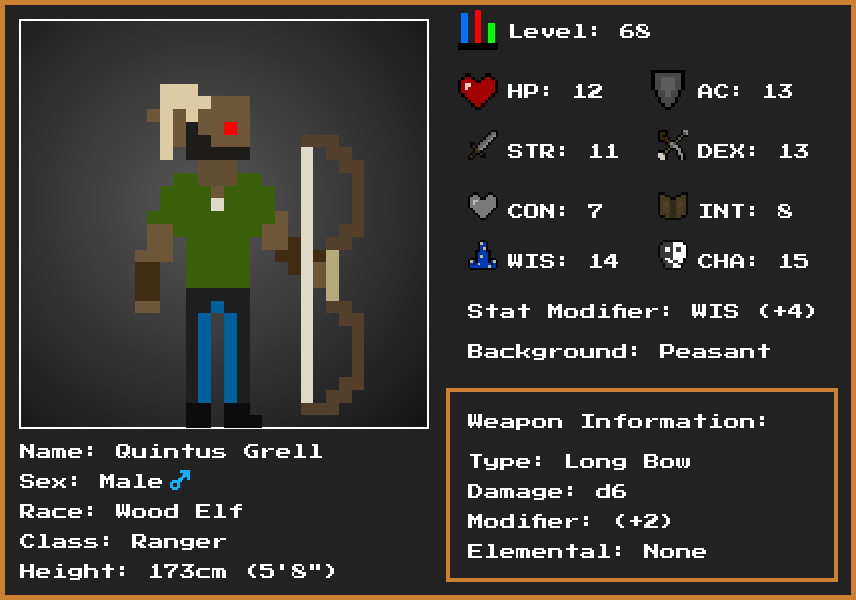 Level: 68
HP: 12
AC: 13
STR: 11
DEX: 13
CON: 7
INT: 8
WIS: 14
CHA: 15
Stat Modifier: WIS (+4)
Background: Peasant
Weapon Information:
Type: Long Bow
Damage: d6
Modifier: (+2)
Elemental: None
Name: Quintus Grell
Sex: Male ♂
Race: Wood Elf
Class: Ranger
Height: 173cm (5'8")